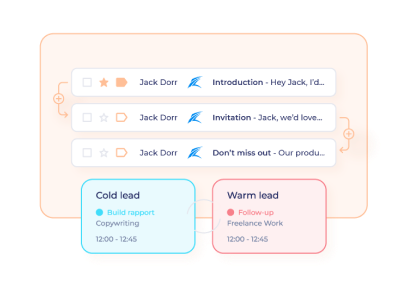 Jack Dorr Introduction - Hey Jack, I'd...
Jack Dorr Invitation - Jack, we'd love...
Jack Dorr Don't miss out - Our produ...
Cold lead
Build rapport
Copywriting
12:00 - 12:45
Warm lead
Follow-up
Freelance Work
12:00 - 12:45